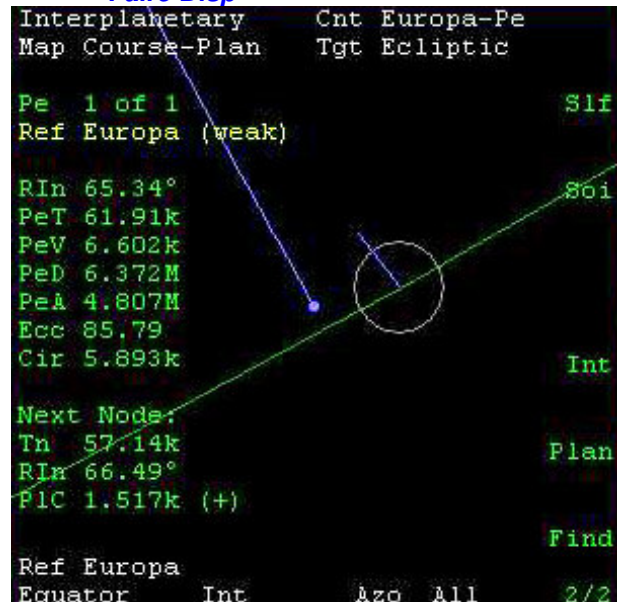 Interplanetary Cnt Europa-Pe
Map Course-Plan Tgt Ecliptic
Pe 1 of 1 Slf
Ref Europa (weak)
RIn 65.34° Soi
PeT 61.91k
PeV 6.602k
PeD 6.372M
PeA 4.807M
Ecc 85.79
Cir 5.893k Int
Next Node:
Tn 57.14k Plan
RIn 66.49°
PlC 1.517k (+)
Find
Ref Europa
Equator Int Azo All 2/2